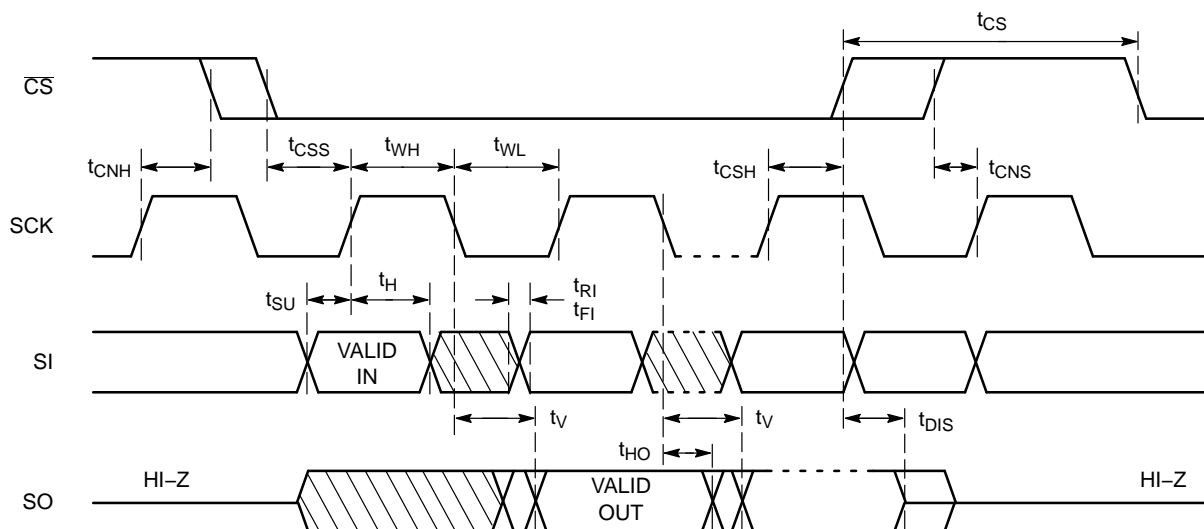 tCS
CS
tCNH
tCSS
tWH
tWL
tCSH
tCNS
SCK
tSU
tH
tRI
tFI
SI
VALID
IN
tV
tV
tDIS
tHO
HI–Z
VALID
OUT
HI–Z
SO